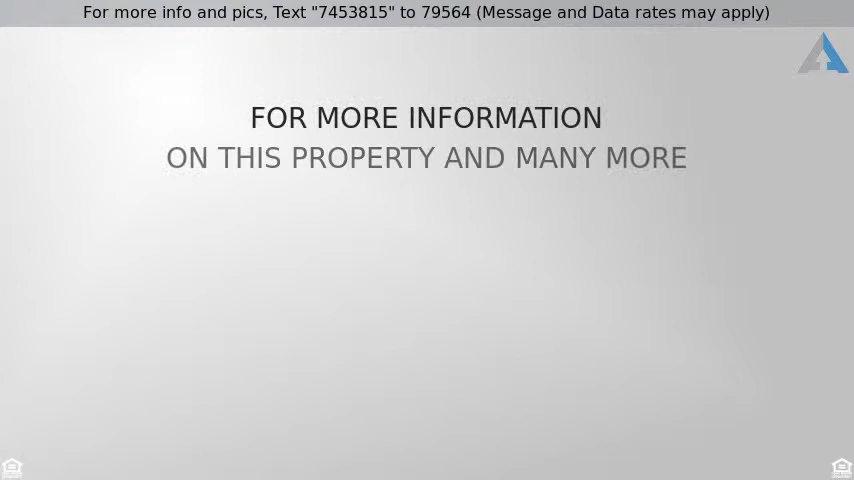 For more info and pics, Text "7453815" to 79564 (Message and Data rates may apply)
FOR MORE INFORMATION
ON THIS PROPERTY AND MANY MORE